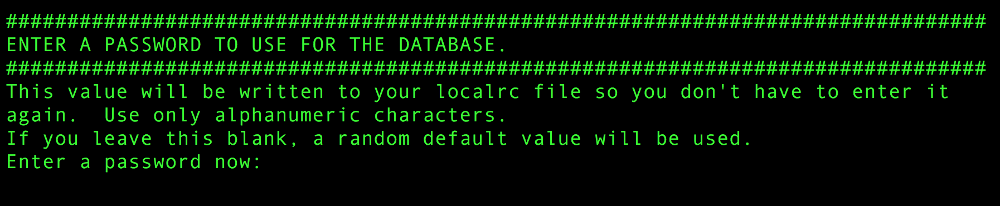 ################################################################################
ENTER A PASSWORD TO USE FOR THE DATABASE.
################################################################################
This value will be written to your localrc file so you don't have to enter it
again.  Use only alphanumeric characters.
If you leave this blank, a random default value will be used.
Enter a password now: